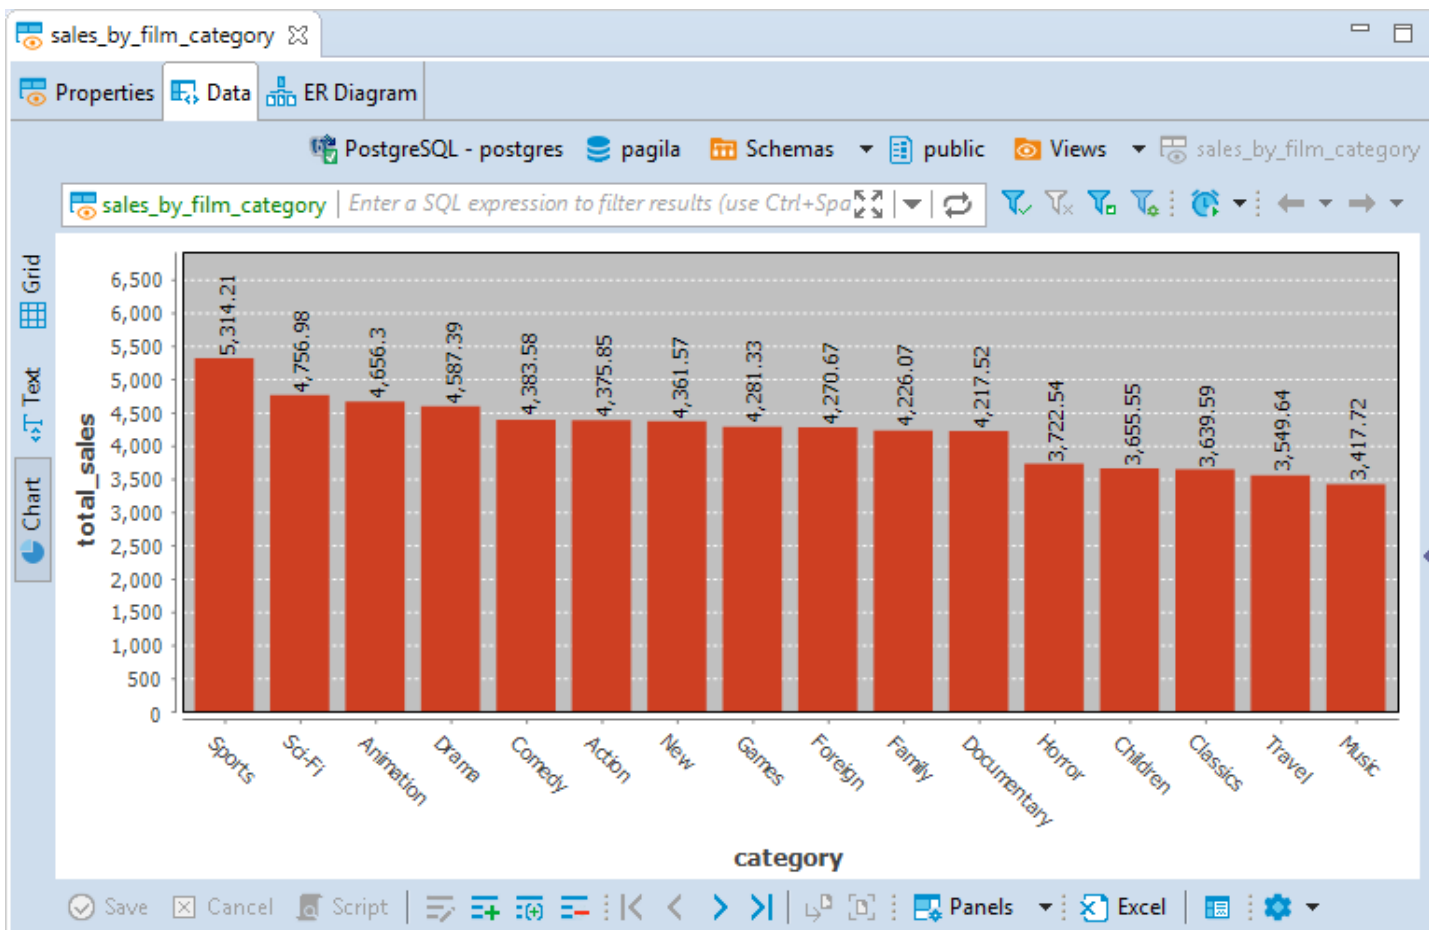 sales_by_film_category
Properties Data ER Diagram
PostgreSQL - postgres pagila Schemas public Views sales_by_film_category
sales_by_film_category Enter a SQL expression to filter results (use Ctrl+Spa
Grid
Text
Chart
total_sales
6,500
6,000
5,500
5,000
4,500
4,000
3,500
3,000
2,500
2,000
1,500
1,000
500
0
5,314.21 4,756.98 4,656.3 4,587.39 4,383.58 4,375.85 4,361.57 4,281.33 4,270.67 4,226.07 4,217.52 3,722.54 3,655.55 3,639.59 3,549.64 3,417.72
Sports Sci-Fi Animation Drama Comedy Action New Games Foreign Family Documentary Horror Children Classics Travel Music
category
Save Cancel Script Panels Excel